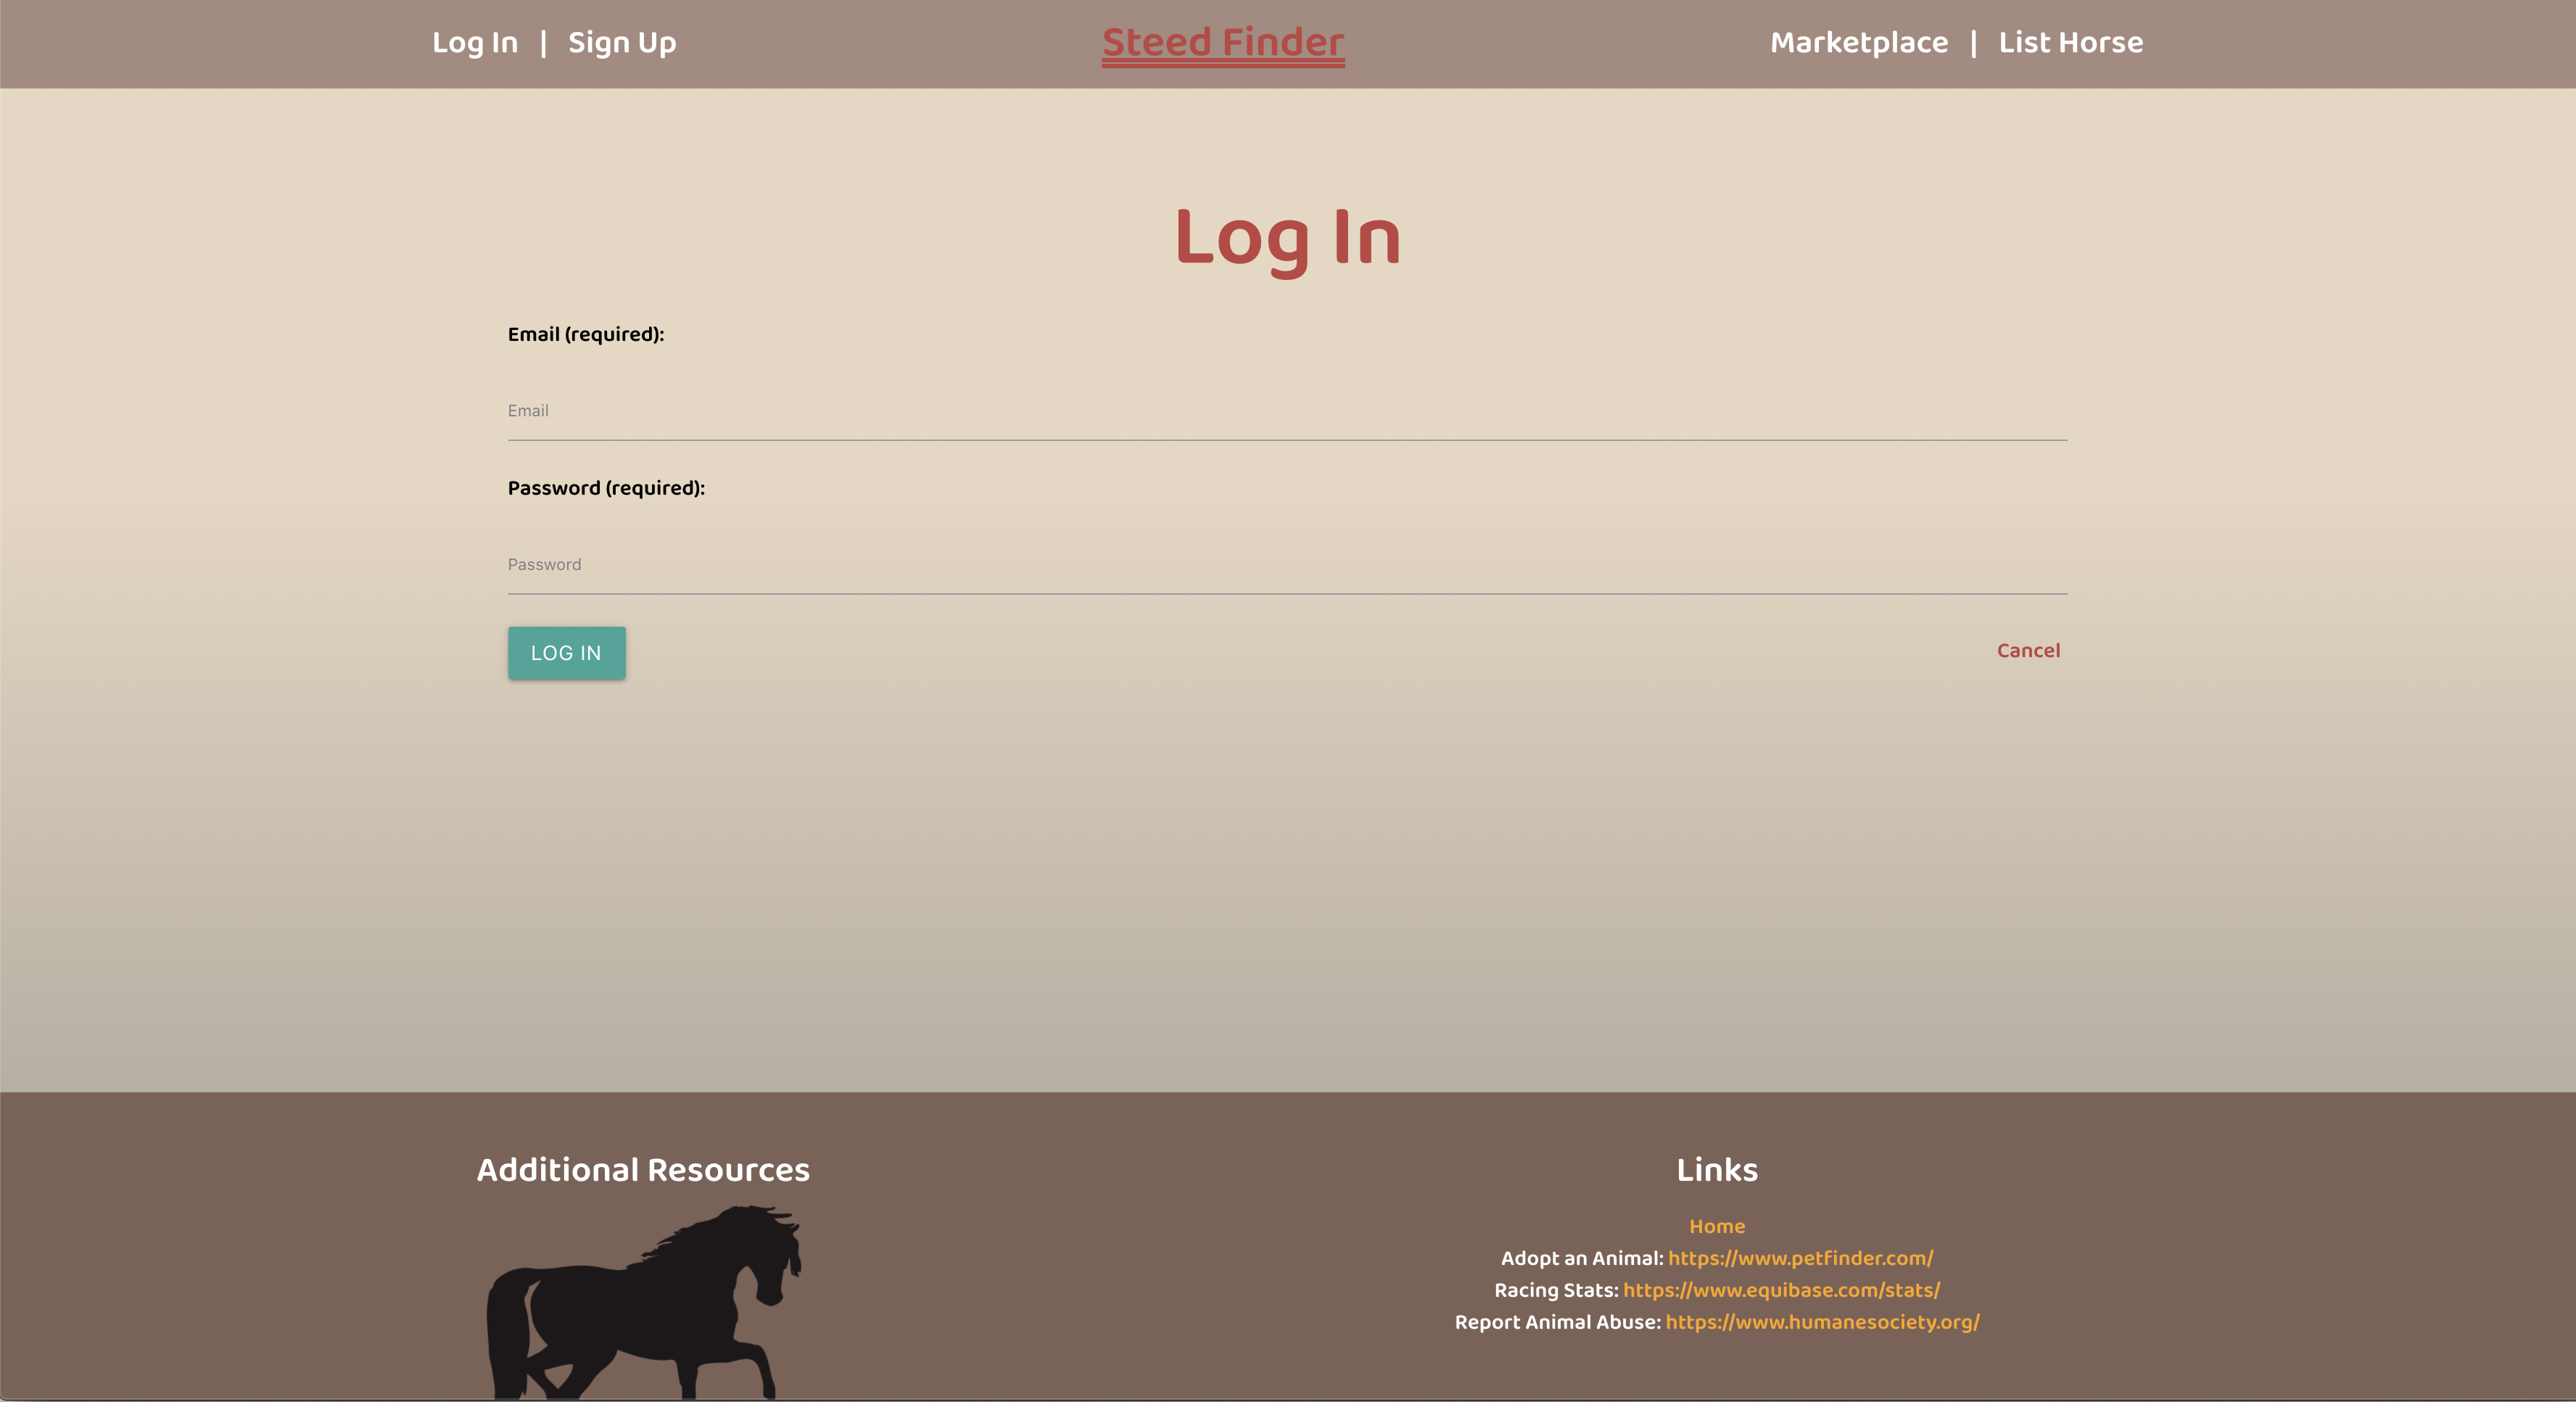 Log In | Sign Up
Steed Finder
Marketplace | List Horse
Log In
Email (required):
Email
Password (required):
Password
LOG IN
Cancel
Additional Resources
Links
Home
Adopt an Animal: https://www.petfinder.com/
Racing Stats: https://www.equibase.com/stats/
Report Animal Abuse: https://www.humanesociety.org/